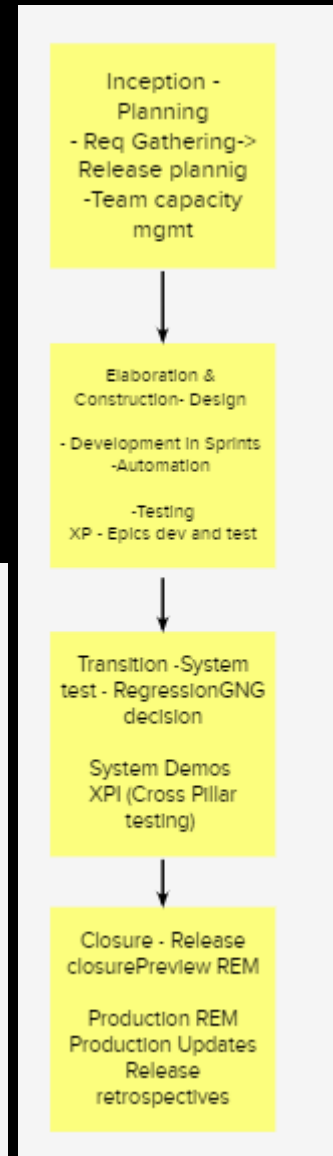 Inception -
Planning
- Req Gathering->
Release plannig
-Team capacity
mgmt
Elaboration &
Construction- Design
- Development in Sprints
-Automation
-Testing
XP - Epics dev and test
Transition -System
test - RegressionGNG
decision
System Demos
XPI (Cross Pillar
testing)
Closure - Release
closurePreview REM
Production REM
Production Updates
Release
retrospectives